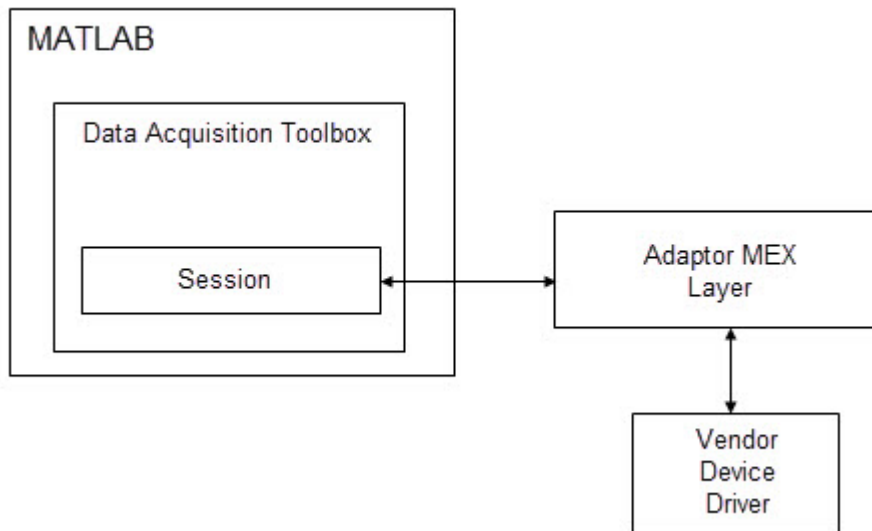 MATLAB
Data Acquisition Toolbox
Session
Adaptor MEX
Layer
Vendor
Device
Driver